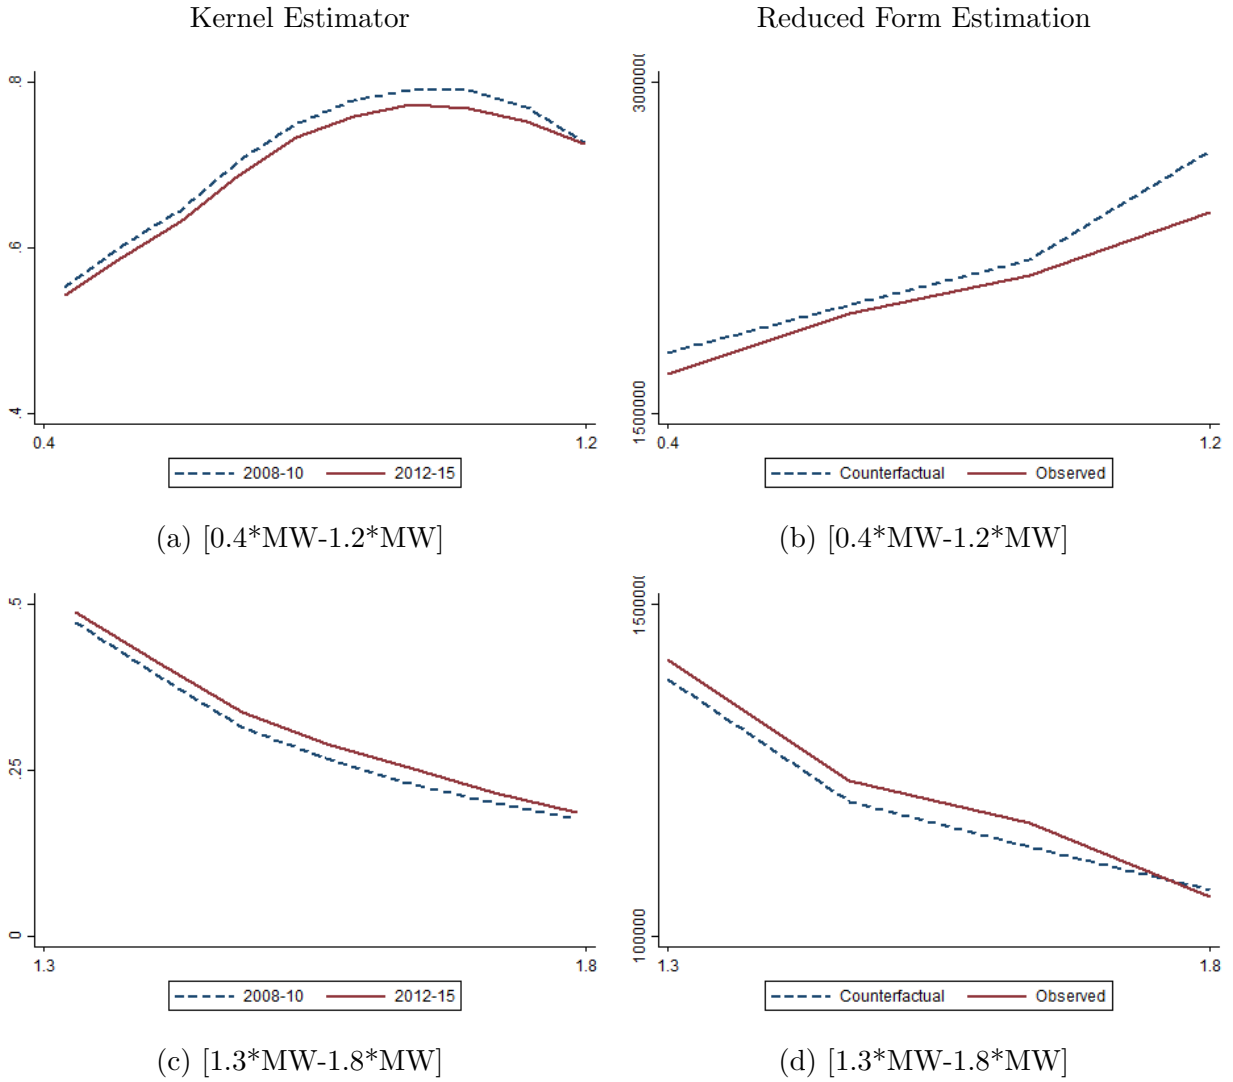 Kernel Estimator
Reduced Form Estimation
.8
.6
.4
0.4
1.2
2008-10
2012-15
(a) [0.4*MW-1.2*MW]
1500000
0.4
1.2
Counterfactual
Observed
(b) [0.4*MW-1.2*MW]
.5
.25
0
1.3
1.8
2008-10
2012-15
(c) [1.3*MW-1.8*MW]
100000
1.3
1.8
Counterfactual
Observed
(d) [1.3*MW-1.8*MW]